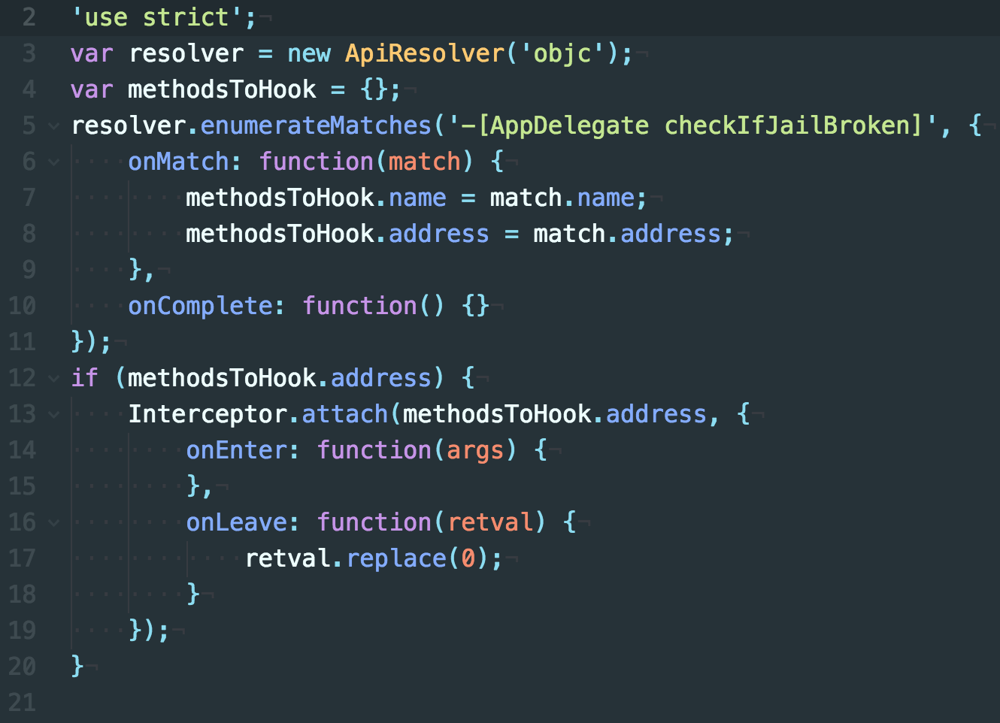 2 'use strict';
3 var resolver = new ApiResolver('objc');
4 var methodsToHook = {};
5 resolver.enumerateMatches('-[AppDelegate checkIfJailBroken]', {
6     onMatch: function(match) {
7         methodsToHook.name = match.name;
8         methodsToHook.address = match.address;
9     },
10     onComplete: function() {}
11 });
12 if (methodsToHook.address) {
13     Interceptor.attach(methodsToHook.address, {
14         onEnter: function(args) {
15         },
16         onLeave: function(retval) {
17             retval.replace(0);
18         }
19     });
20 }
21